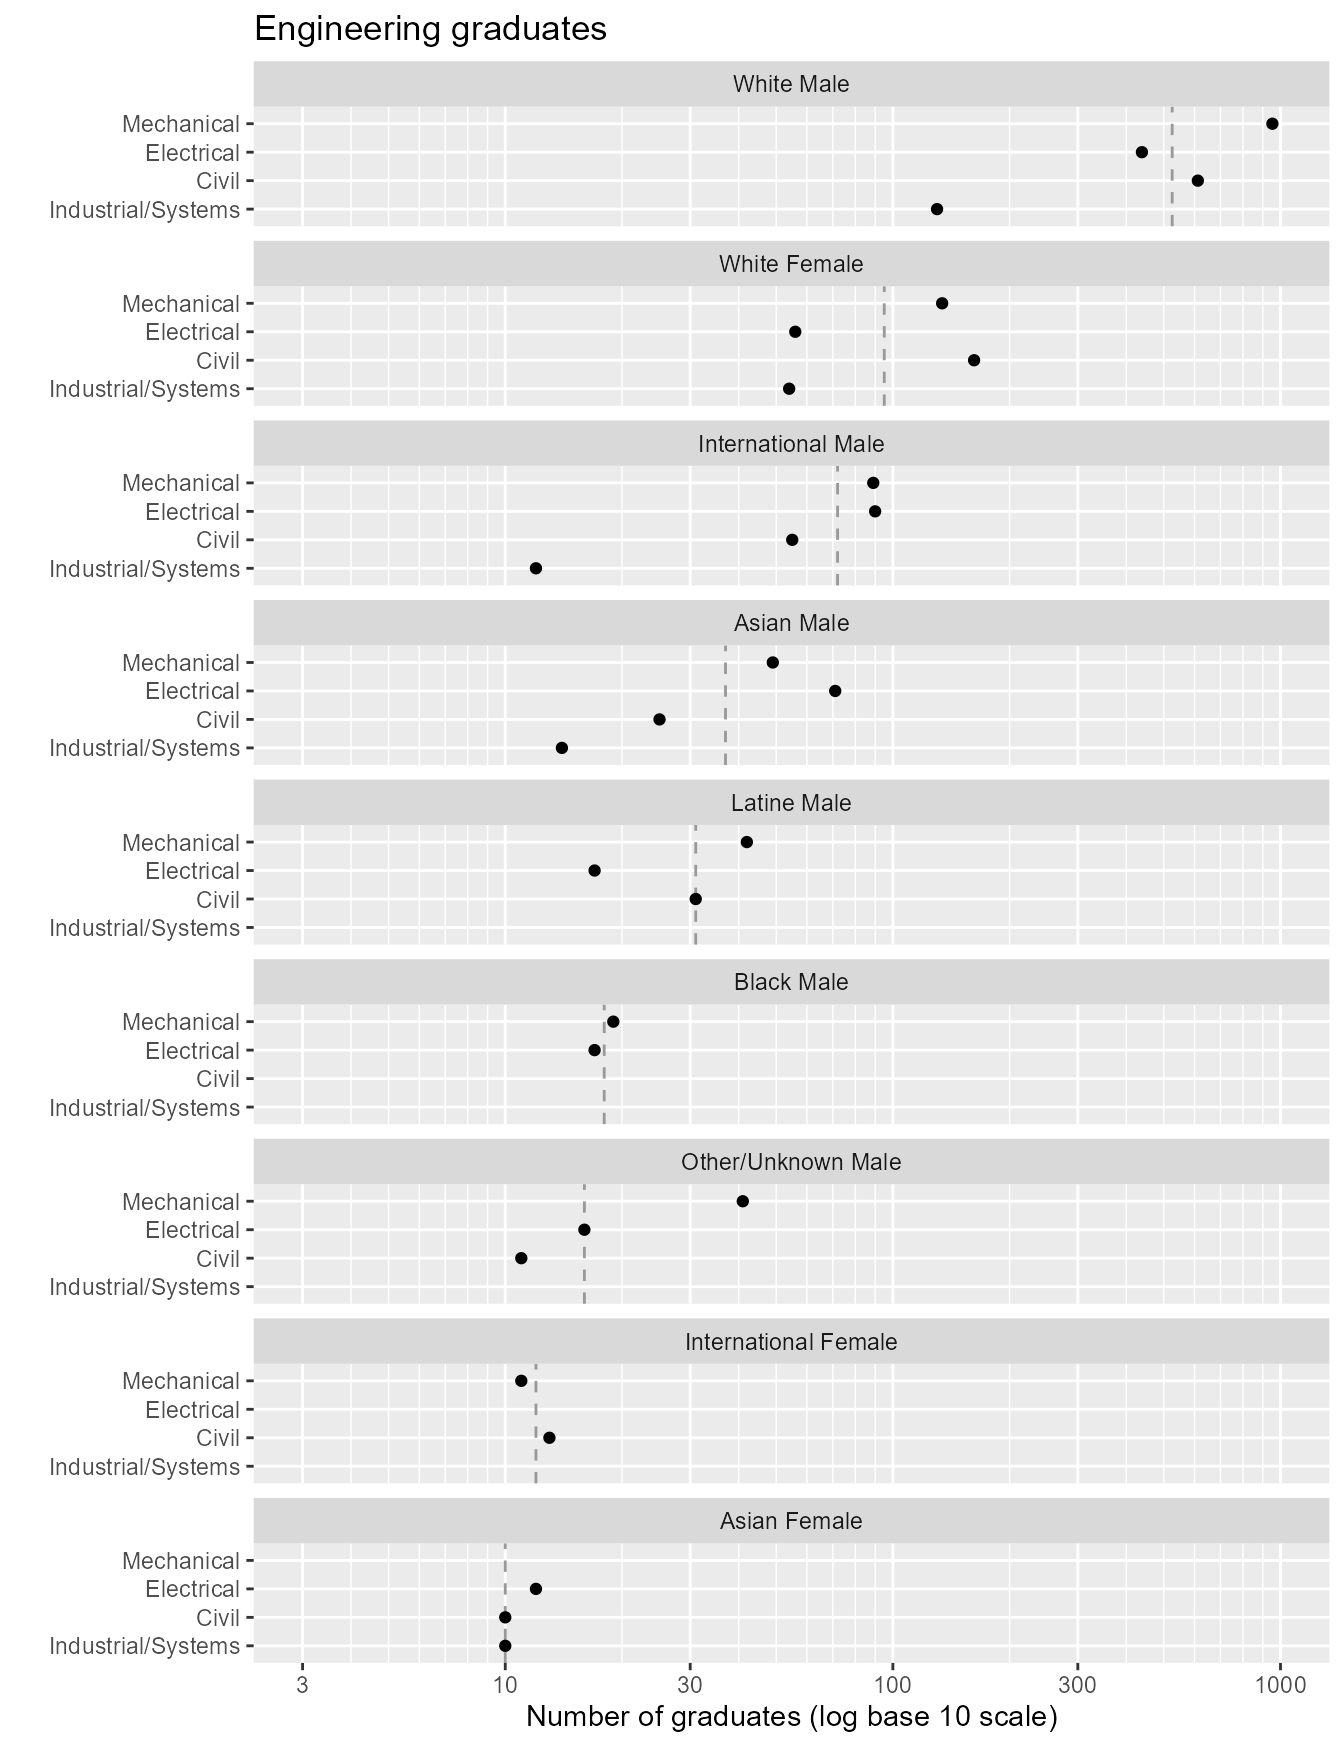 Engineering graduates
White Male
Mechanical
Electrical
Civil
Industrial/Systems
White Female
Mechanical
Electrical
Civil
Industrial/Systems
International Male
Mechanical
Electrical
Civil
Industrial/Systems
Asian Male
Mechanical
Electrical
Civil
Industrial/Systems
Latine Male
Mechanical
Electrical
Civil
Industrial/Systems
Black Male
Mechanical
Electrical
Civil
Industrial/Systems
Other/Unknown Male
Mechanical
Electrical
Civil
Industrial/Systems
International Female
Mechanical
Electrical
Civil
Industrial/Systems
Asian Female
Mechanical
Electrical
Civil
Industrial/Systems
3 10 30 100 300 1000
Number of graduates (log base 10 scale)